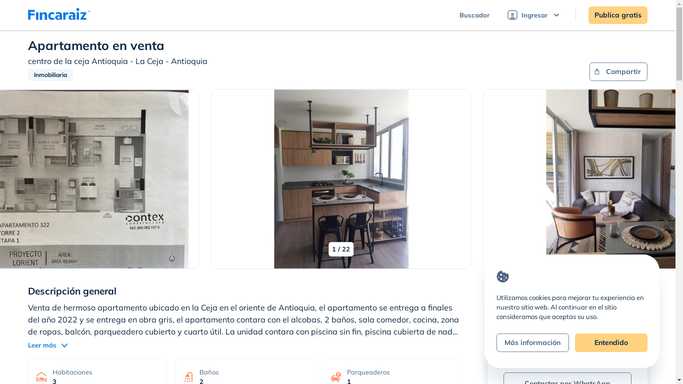 Fincaraiz
Buscador
Ingresar
Publica gratis
Apartamento en venta
centro de la ceja Antioquia - La Ceja - Antioquia
Inmobiliaria
Compartir
contex
APARTAMENTO 322
TORRE 2
ETAPA 1
PROYECTO
LORIENT
1 / 22
Descripción general
Venta de hermoso apartamento ubicado en la Ceja en el oriente de Antioquia, el apartamento se entrega a finales
del año 2022 y se entrega en obra gris, el apartamento contara con el alcobas, 2 baños, sala comedor, cocina, zona
de ropas, balcón, parqueadero cubierto y cuarto útil. La unidad contara con piscina sin fin, piscina cubierta de nad...
Leer más
Habitaciones
3
Baños
2
Parqueaderos
1
Utilizamos cookies para mejorar tu experiencia en
nuestro sitio web. Al continuar en el sitio
consideramos que aceptas su uso.
Más información
Entendido
Contactar por WhatsApp